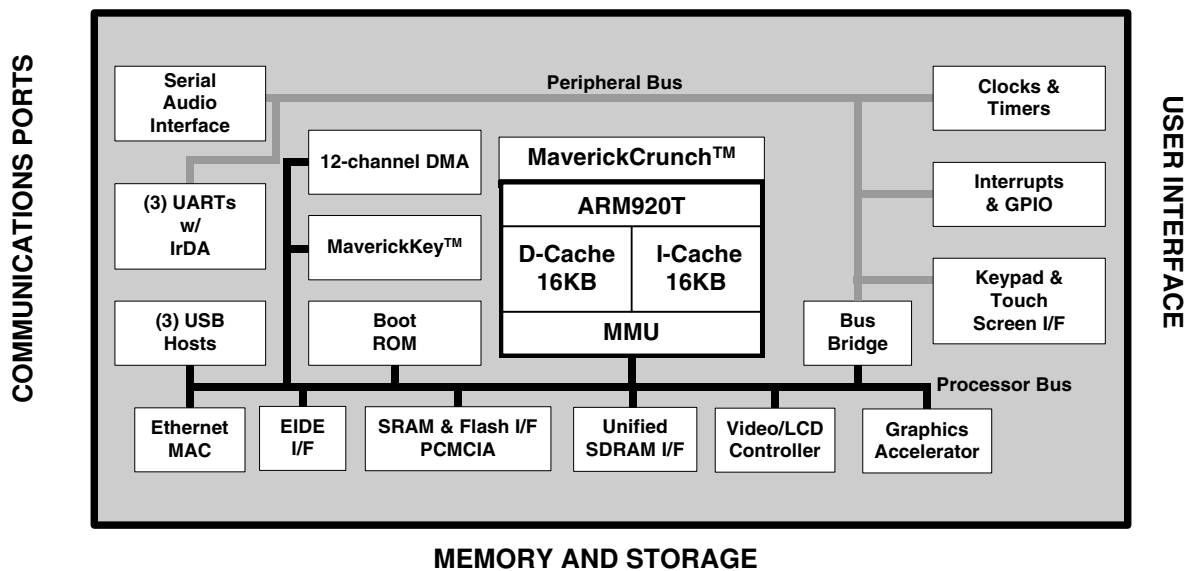 COMMUNICATIONS PORTS
Serial
Audio
Interface
Peripheral Bus
Clocks &
Timers
12-channel DMA
MaverickCrunch™
(3) UARTs
w/
IrDA
ARM920T
Interrupts
& GPIO
MaverickKey™
D-Cache
16KB
I-Cache
16KB
Keypad &
Touch
Screen I/F
(3) USB
Hosts
Boot
ROM
MMU
Bus
Bridge
Processor Bus
Ethernet
MAC
EIDE
I/F
SRAM & Flash I/F
PCMCIA
Unified
SDRAM I/F
Video/LCD
Controller
Graphics
Accelerator
USER INTERFACE
MEMORY AND STORAGE